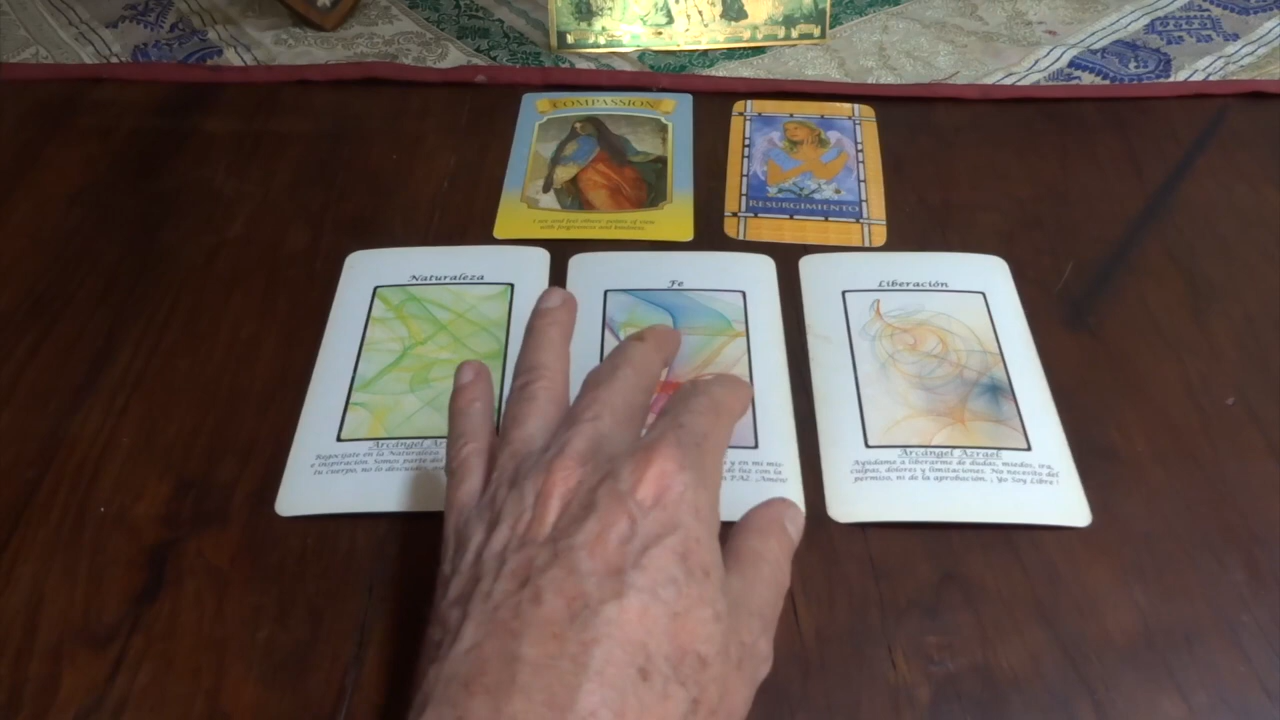 COMPASSION
I see and feel others' points of view
with forgiveness and kindness.
RESURGIMIENTO
Naturaleza
Arcángel
Regocíjate en la Naturaleza
e inspiración. Somos parte del
tu cuerpo, no lo descuides,
Fe
y en mi mu-
de luz con la
PAZ. ¡Amén!
Liberación
Arcángel Azrael:
Ayúdame a liberarme de dudas, miedos, ira,
culpas, dolores y limitaciones. No necesito del
permiso, ni de la aprobación. ¡ Yo Soy Libre !